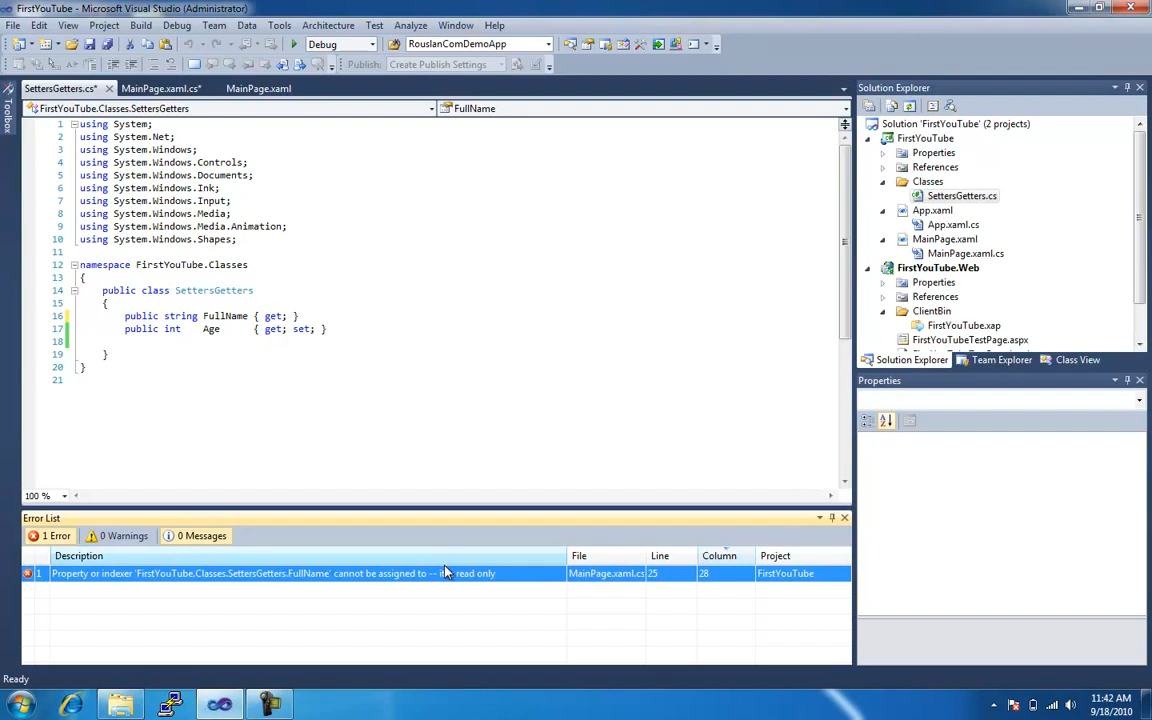 FirstYouTube - Microsoft Visual Studio (Administrator)
File Edit View Project Build Debug Team Data Tools Architecture Test Analyze Window Help
Debug RouslanComDemoApp
Publish: Create Publish Settings
SettersGetters.cs* MainPage.xaml.cs* MainPage.xaml
FirstYouTube.Classes.SettersGetters FullName
Toolbox
1 using System;
2 using System.Net;
3 using System.Windows;
4 using System.Windows.Controls;
5 using System.Windows.Documents;
6 using System.Windows.Ink;
7 using System.Windows.Input;
8 using System.Windows.Media;
9 using System.Windows.Media.Animation;
10 using System.Windows.Shapes;
11
12 namespace FirstYouTube.Classes
13 {
14 public class SettersGetters
15 {
16 public string FullName { get; }
17 public int Age { get; set; }
18
19 }
20 }
21
100 %
Solution Explorer
Solution 'FirstYouTube' (2 projects)
FirstYouTube
Properties
References
Classes
SettersGetters.cs
App.xaml
App.xaml.cs
MainPage.xaml
MainPage.xaml.cs
FirstYouTube.Web
Properties
References
ClientBin
FirstYouTube.xap
FirstYouTubeTestPage.aspx
Solution Explorer Team Explorer Class View
Properties
Error List
1 Error 0 Warnings 0 Messages
Description File Line Column Project
1 Property or indexer 'FirstYouTube.Classes.SettersGetters.FullName' cannot be assigned to -- read only MainPage.xaml.cs 25 28 FirstYouTube
Ready
11:42 AM
9/18/2010